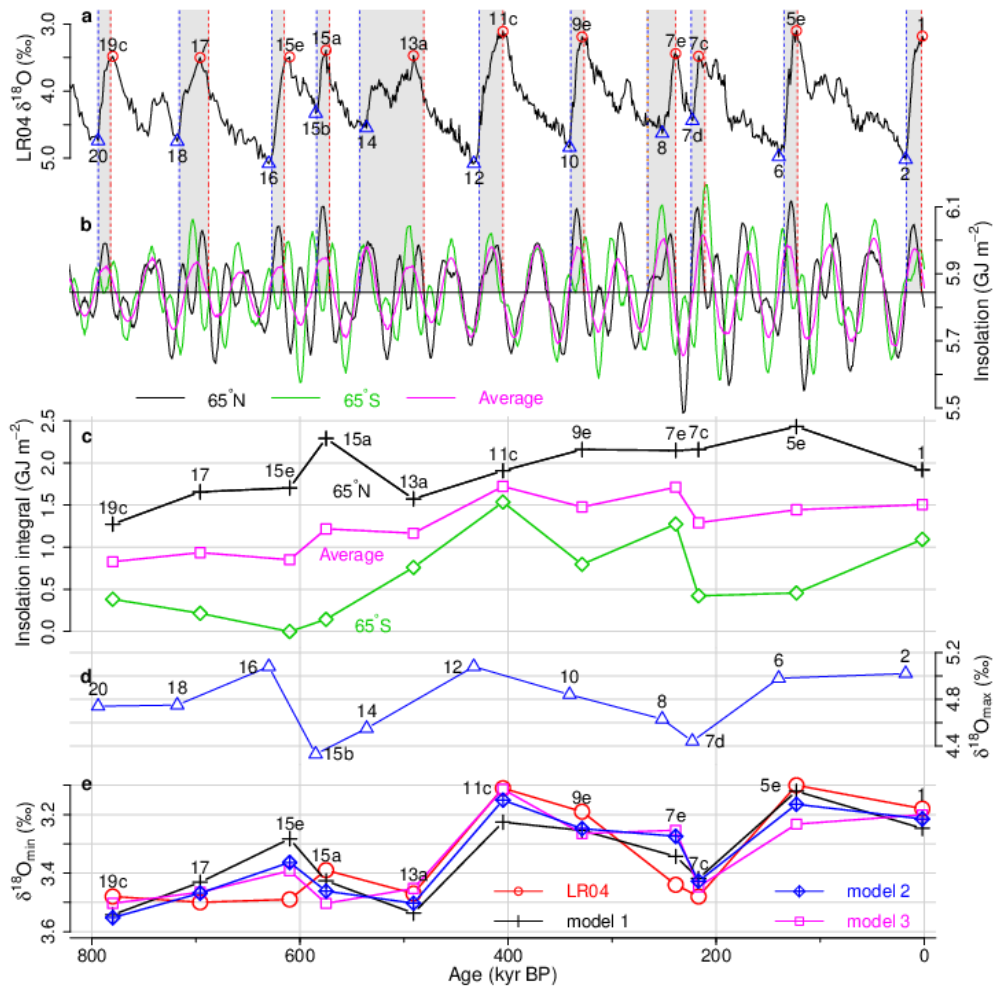 a
3.0
4.0
5.0
LR04 δ18O (‰)
19c
17
15e
15a
13a
11c
9e
7e
7c
5e
1
20
18
16
15b
14
12
10
8
7d
6
2
b
6.1
5.9
5.7
5.5
Insolation (GJ m−2)
65°N
65°S
Average
c
2.5
2.0
1.5
1.0
0.5
0.0
Insolation integral (GJ m−2)
19c
17
15e
15a
13a
11c
9e
7e
7c
5e
1
65°N
Average
65°S
d
20
18
16
15b
14
12
10
8
7d
6
2
5.2
4.8
4.4
δ18Omax (‰)
e
3.2
3.4
3.6
δ18Omin (‰)
19c
17
15e
15a
13a
11c
9e
7e
7c
5e
1
LR04
model 2
model 1
model 3
800
600
400
200
0
Age (kyr BP)